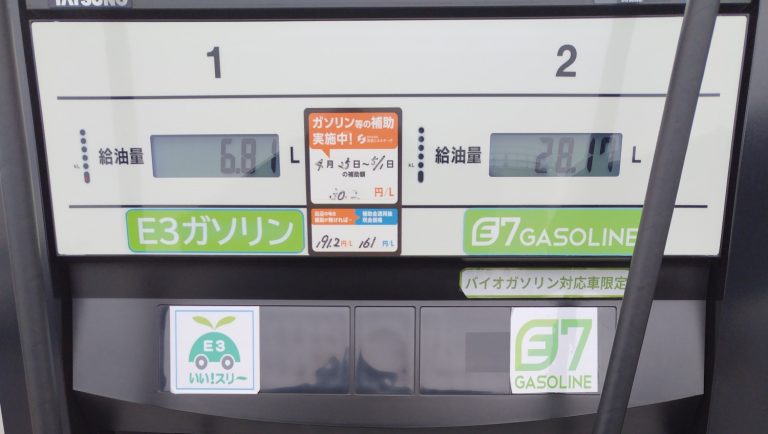 TATSUNO
1
2
給油量 6.81 L
ガソリン等の補助
実施中!
4月25日〜5/1日
の補助額
30.2 円/L
191.2円/L 161 円/L
給油量 28.17 L
E3ガソリン
E7 GASOLINE
バイオガソリン対応車限定
E3
いい!スリー
E7
GASOLINE